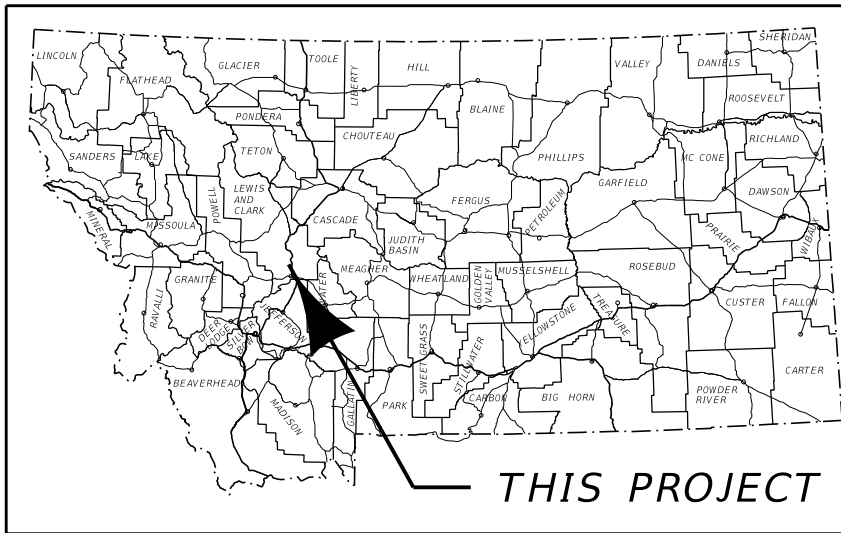 SHERIDAN
LINCOLN
GLACIER
TOOLE
HILL
VALLEY
DANIELS
FLATHEAD
LIBERTY
BLAINE
ROOSEVELT
PONDERA
CHOUTEAU
RICHLAND
TETON
PHILLIPS
MC CONE
SANDERS
LAKE
GARFIELD
DAWSON
LEWIS
AND
CLARK
POWELL
FERGUS
PETROLEUM
MINERAL
MISSOULA
CASCADE
JUDITH
BASIN
PRAIRIE
WIBAUX
ROSEBUD
MEAGHER
WHEATLAND
GOLDEN
VALLEY
MUSSELSHELL
GRANITE
RAVALLI
CUSTER
FALLON
DEER
LODGE
SILVER
BOW
JEFFERSON
TREASURE
YELLOWSTONE
SWEET GRASS
STILLWATER
CARTER
BEAVERHEAD
MADISON
GALLATIN
PARK
CARBON
BIG HORN
POWDER
RIVER
THIS PROJECT